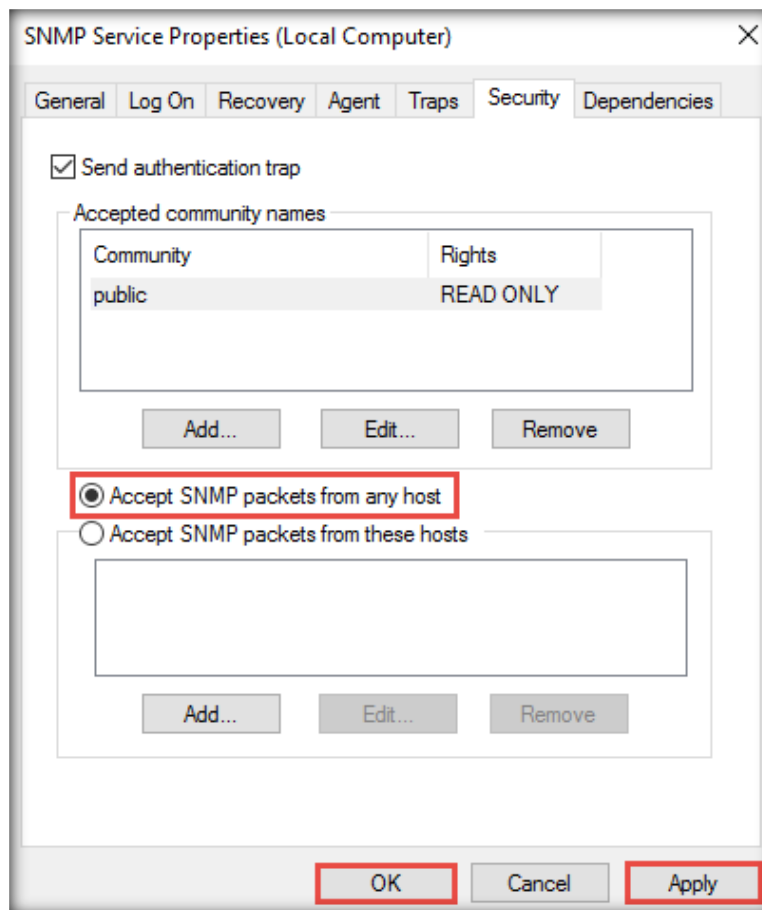 SNMP Service Properties (Local Computer)
General Log On Recovery Agent Traps Security Dependencies
Send authentication trap
Accepted community names
Community Rights
public READ ONLY
Add... Edit... Remove
Accept SNMP packets from any host
Accept SNMP packets from these hosts
Add... Edit... Remove
OK Cancel Apply